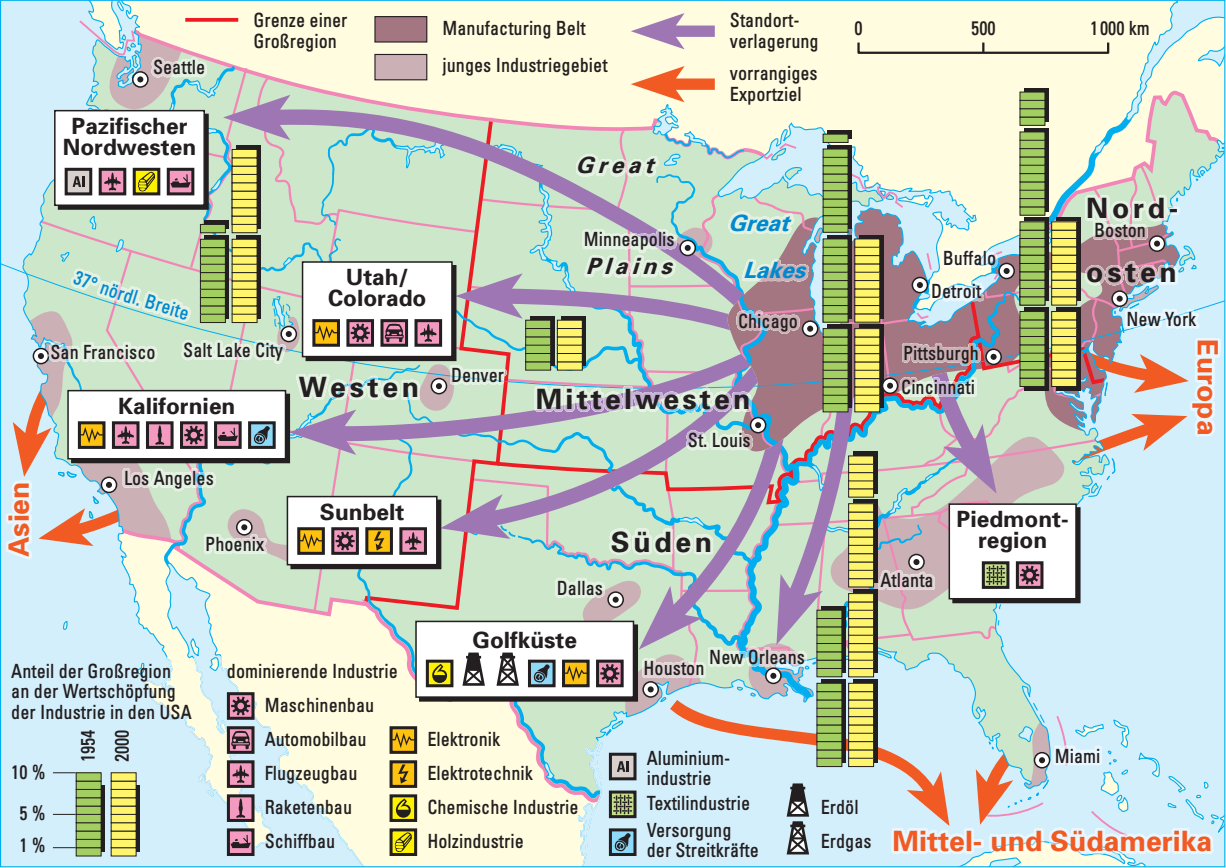 Grenze einer
Großregion
Manufacturing Belt
junges Industriegebiet
Standort-
verlagerung
vorrangiges
Exportziel
0 500 1000 km
Seattle
Pazifischer
Nordwesten
Al
Great
Plains
Minneapolis
Great
Lakes
Nord-
osten
Boston
Buffalo
Detroit
New York
37° nördl. Breite
Utah/
Colorado
Chicago
Pittsburgh
San Francisco
Salt Lake City
Denver
Cincinnati
Westen
Mittelwesten
Europa
Kalifornien
St. Louis
Los Angeles
Asien
Sunbelt
Phoenix
Süden
Piedmont-
region
Dallas
Atlanta
Golfküste
Houston
New Orleans
Miami
Mittel- und Südamerika
Anteil der Großregion
an der Wertschöpfung
der Industrie in den USA
1954
2000
10 %
5 %
1 %
dominierende Industrie
Maschinenbau
Automobilbau
Flugzeugbau
Raketenbau
Schiffbau
Elektronik
Elektrotechnik
Chemische Industrie
Holzindustrie
Al
Aluminium-
industrie
Textilindustrie
Versorgung
der Streitkräfte
Erdöl
Erdgas